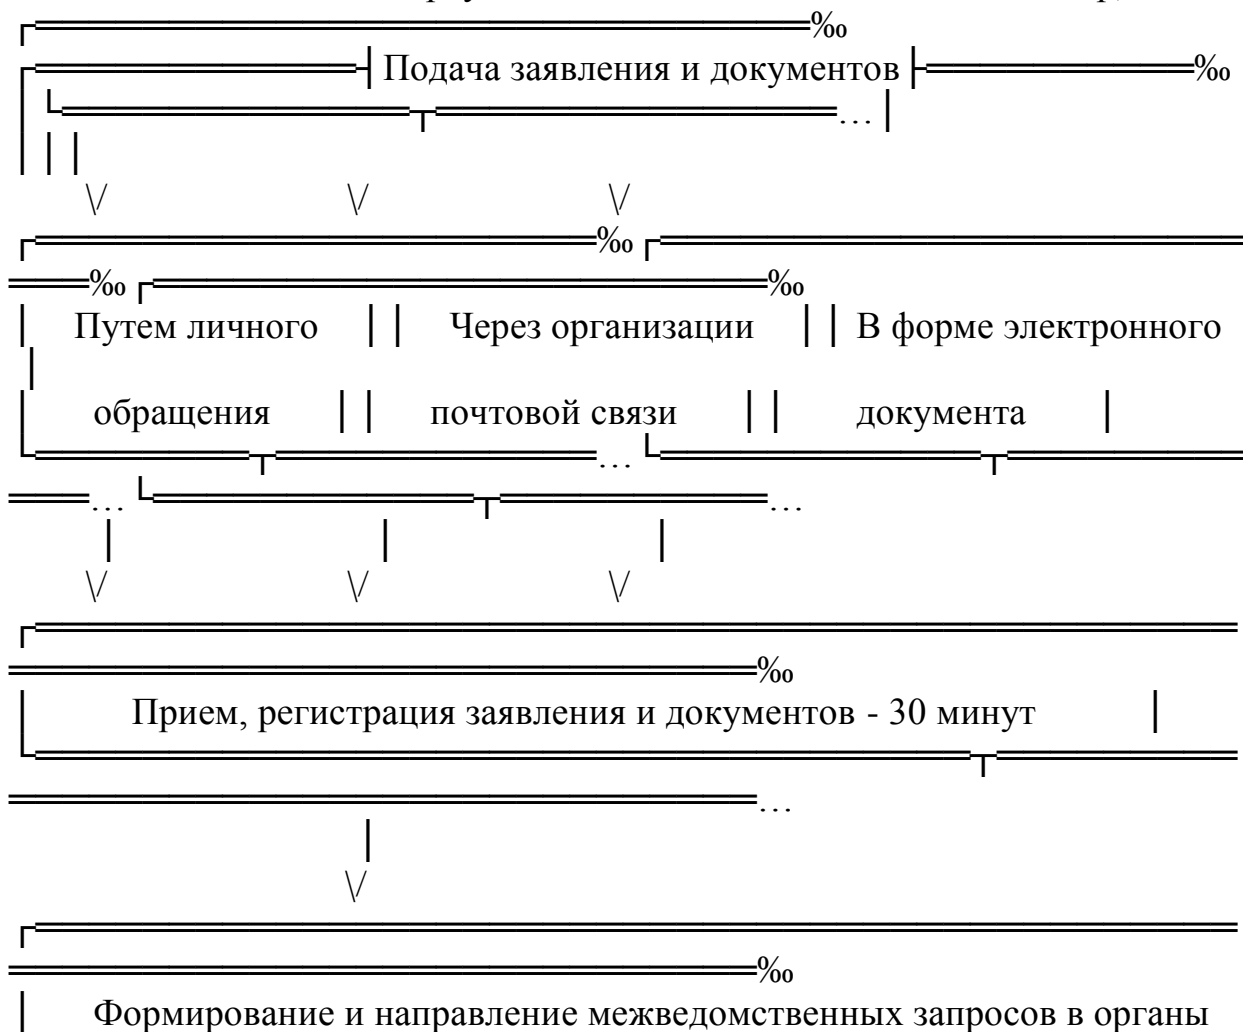 Подача заявления и документов
Путем личного Через организации В форме электронного
обращения почтовой связи документа
Прием, регистрация заявления и документов - 30 минут
Формирование и направление межведомственных запросов в органы